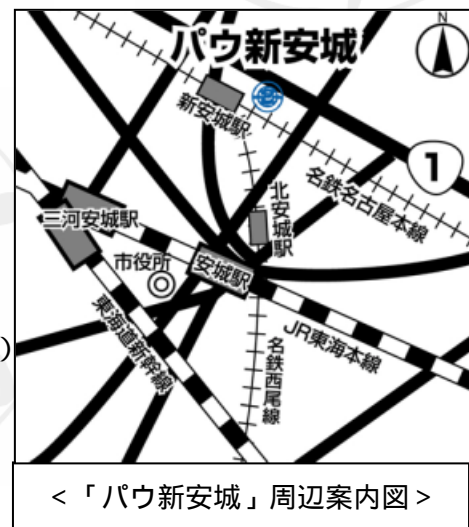 N
パウ新安城
新安城駅
1
名鉄名古屋本線
北安城駅
三河安城駅
市役所
安城駅
東海道新幹線
JR東海本線
名鉄西尾線
)
<「パウ新安城」周辺案内図>